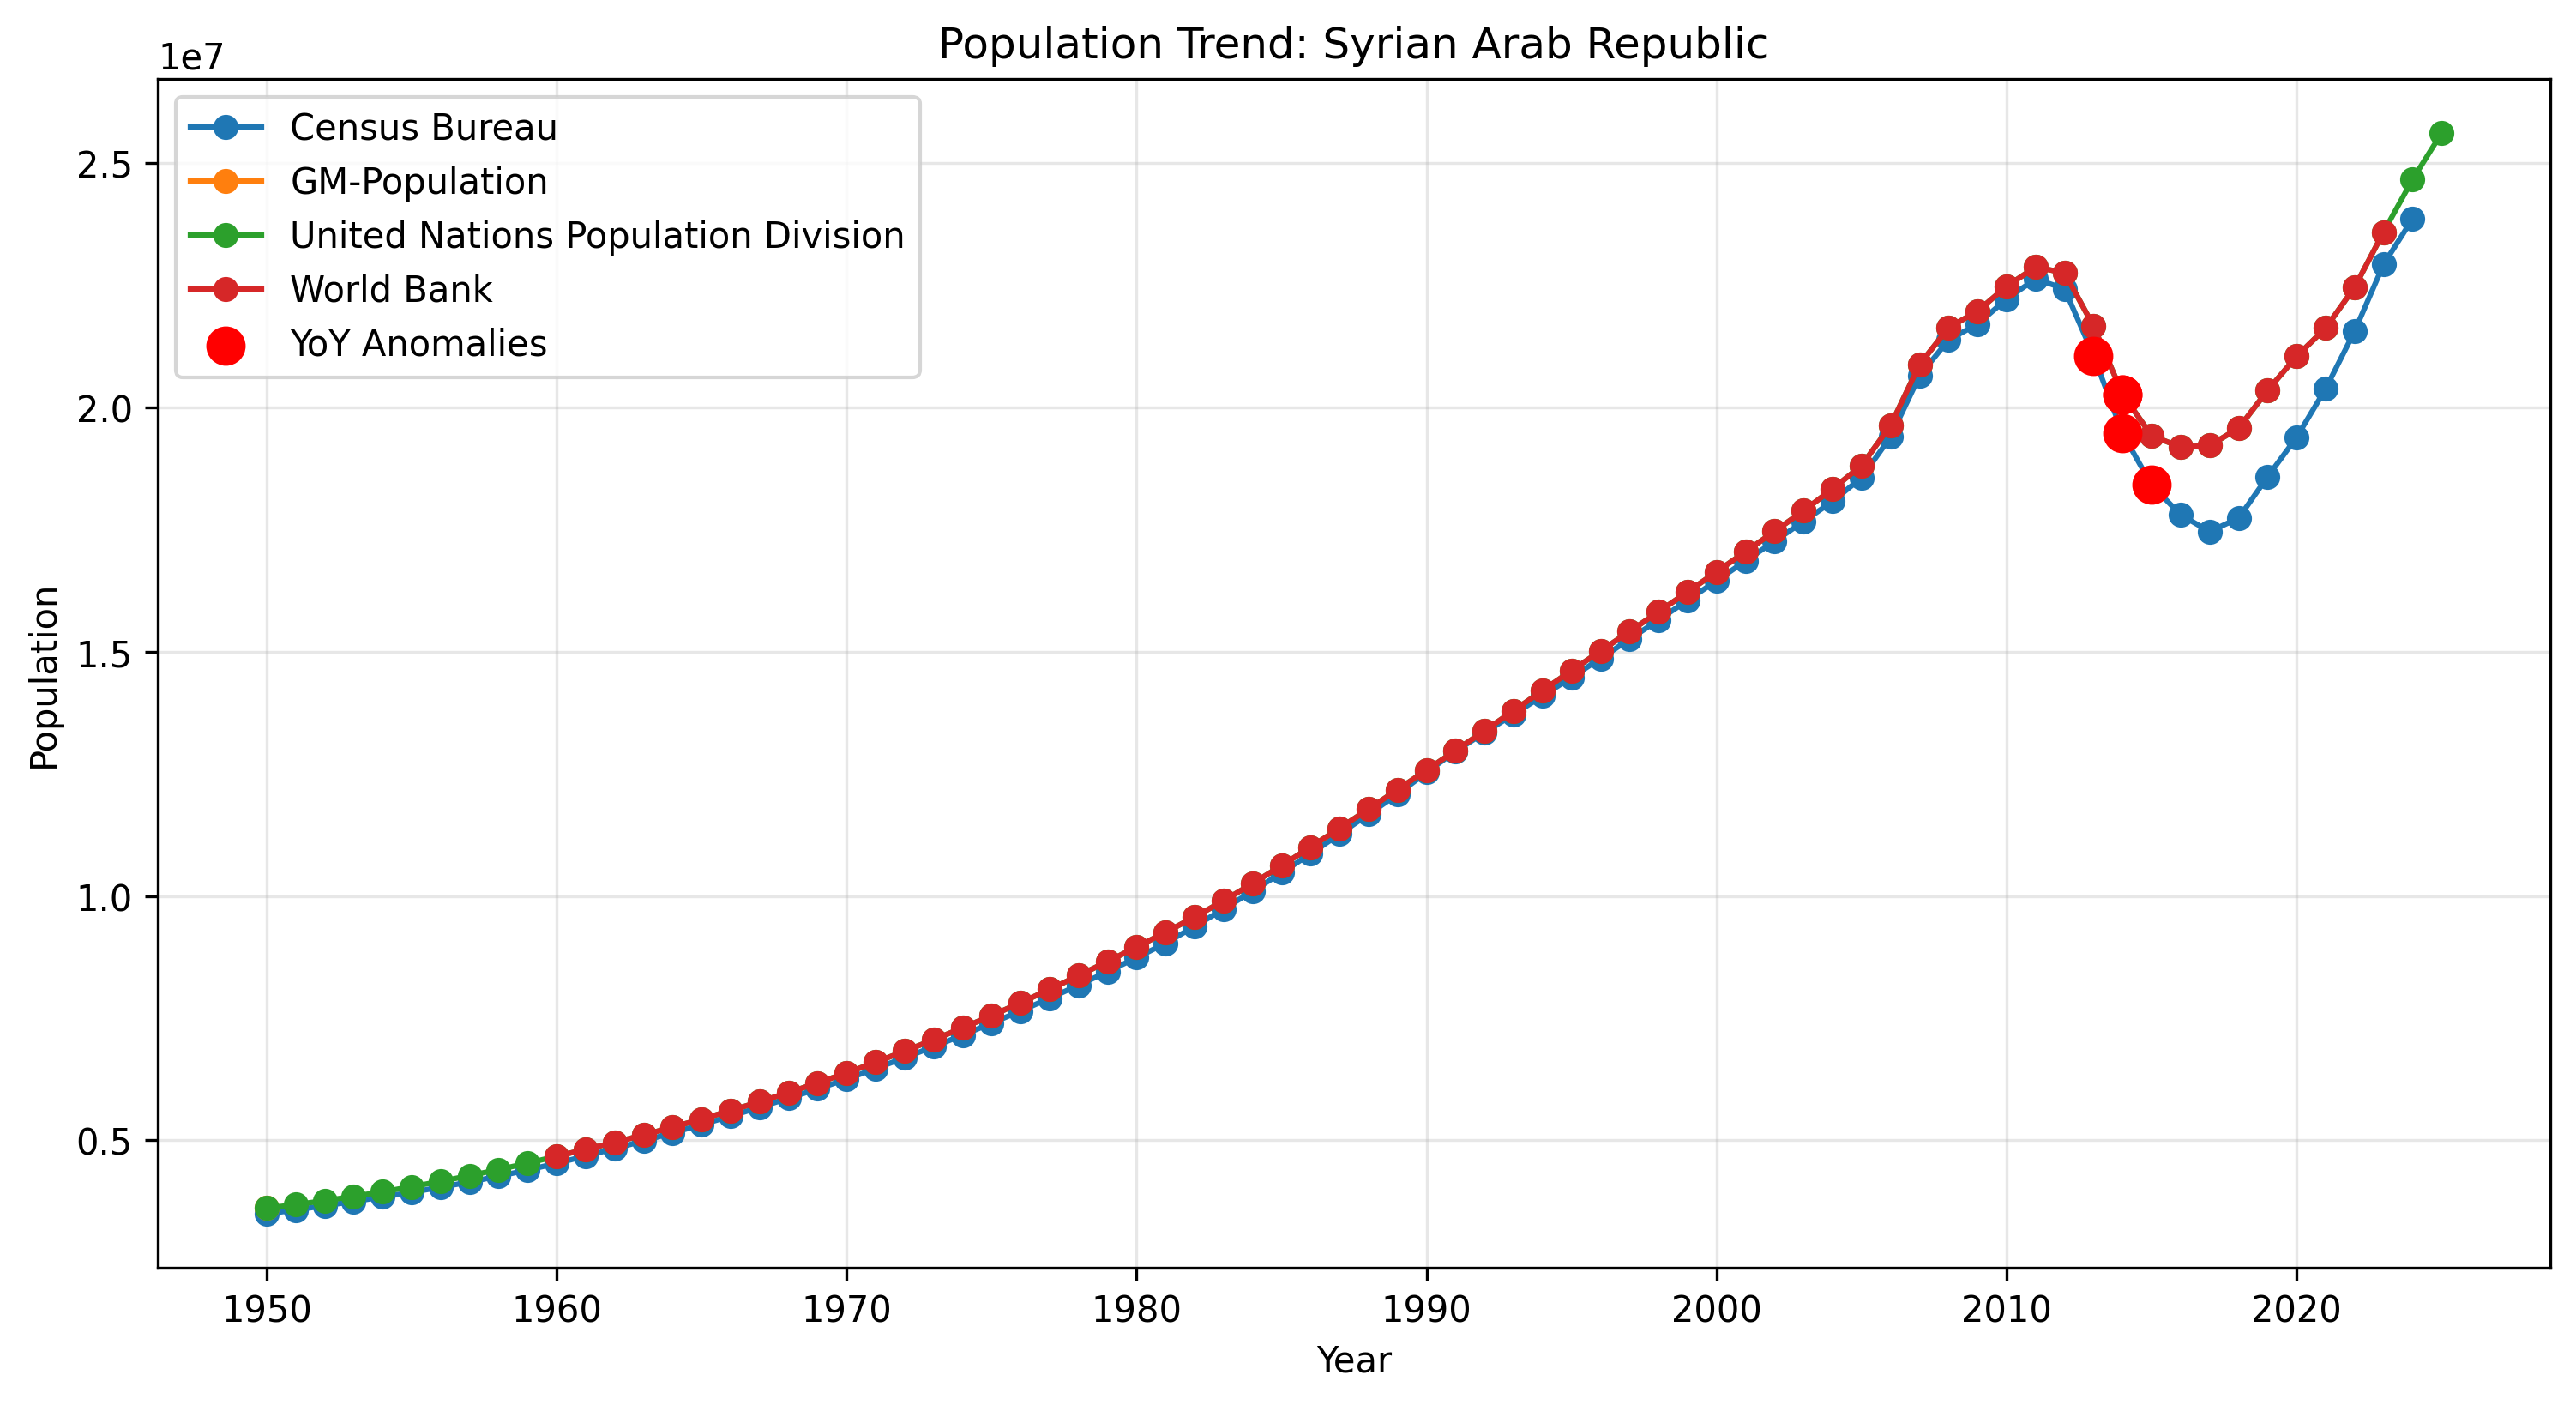 Population Trend: Syrian Arab Republic
1e7
Census Bureau
GM-Population
United Nations Population Division
World Bank
YoY Anomalies
2.5
2.0
1.5
1.0
0.5
Population
1950 1960 1970 1980 1990 2000 2010 2020
Year